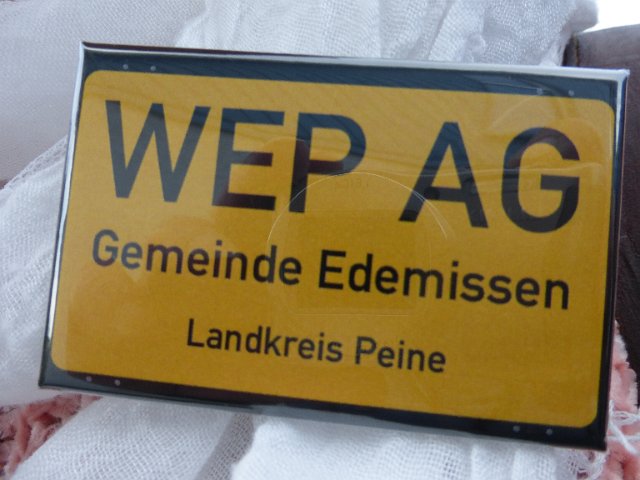 WEP AG
Gemeinde Edemissen
Landkreis Peine